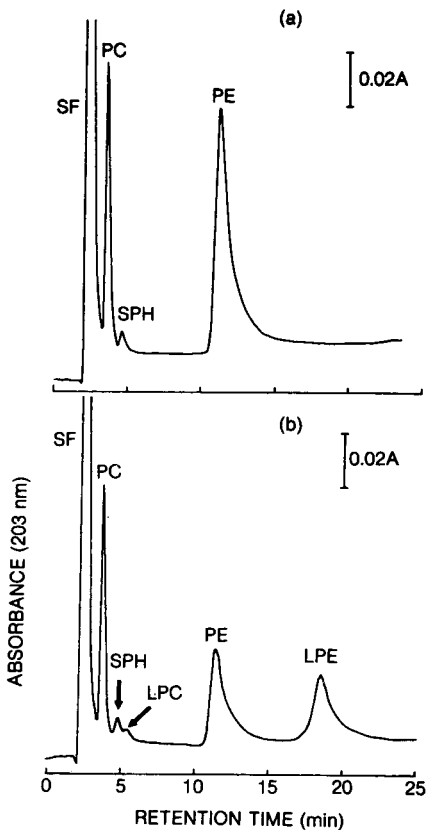 (a)
0.02A
SF
PC
PE
SPH
(b)
0.02A
SF
PC
SPH
LPC
PE
LPE
ABSORBANCE (203 nm)
0 5 10 15 20 25
RETENTION TIME (min)